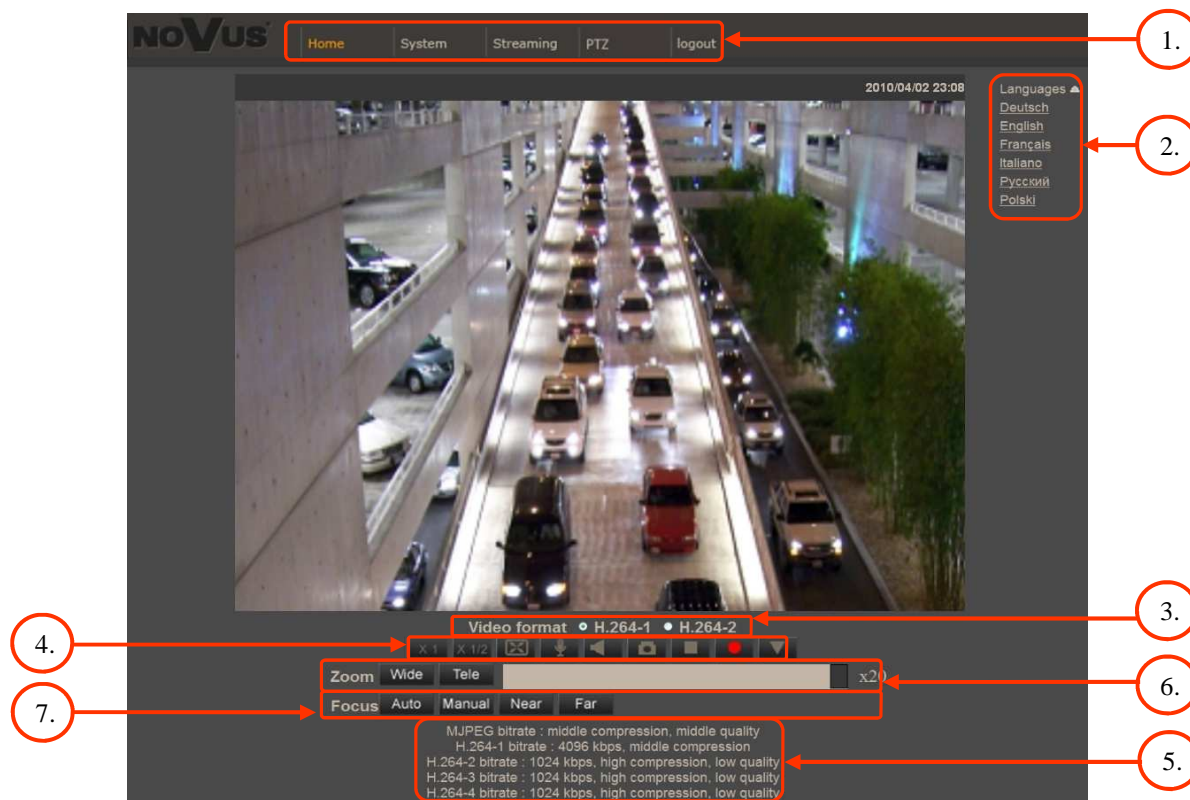 NOVUS
Home System Streaming PTZ logout
1.
2010/04/02 23:08
Languages
Deutsch
English
Français
Italiano
Русский
Polski
2.
Video format H.264-1 H.264-2
3.
4.
X 1 X 1/2
Zoom Wide Tele x20
6.
Focus Auto Manual Near Far
7.
MJPEG bitrate : middle compression, middle quality
H.264-1 bitrate : 4096 kbps, middle compression
H.264-2 bitrate : 1024 kbps, high compression, low quality
H.264-3 bitrate : 1024 kbps, high compression, low quality
H.264-4 bitrate : 1024 kbps, high compression, low quality
5.